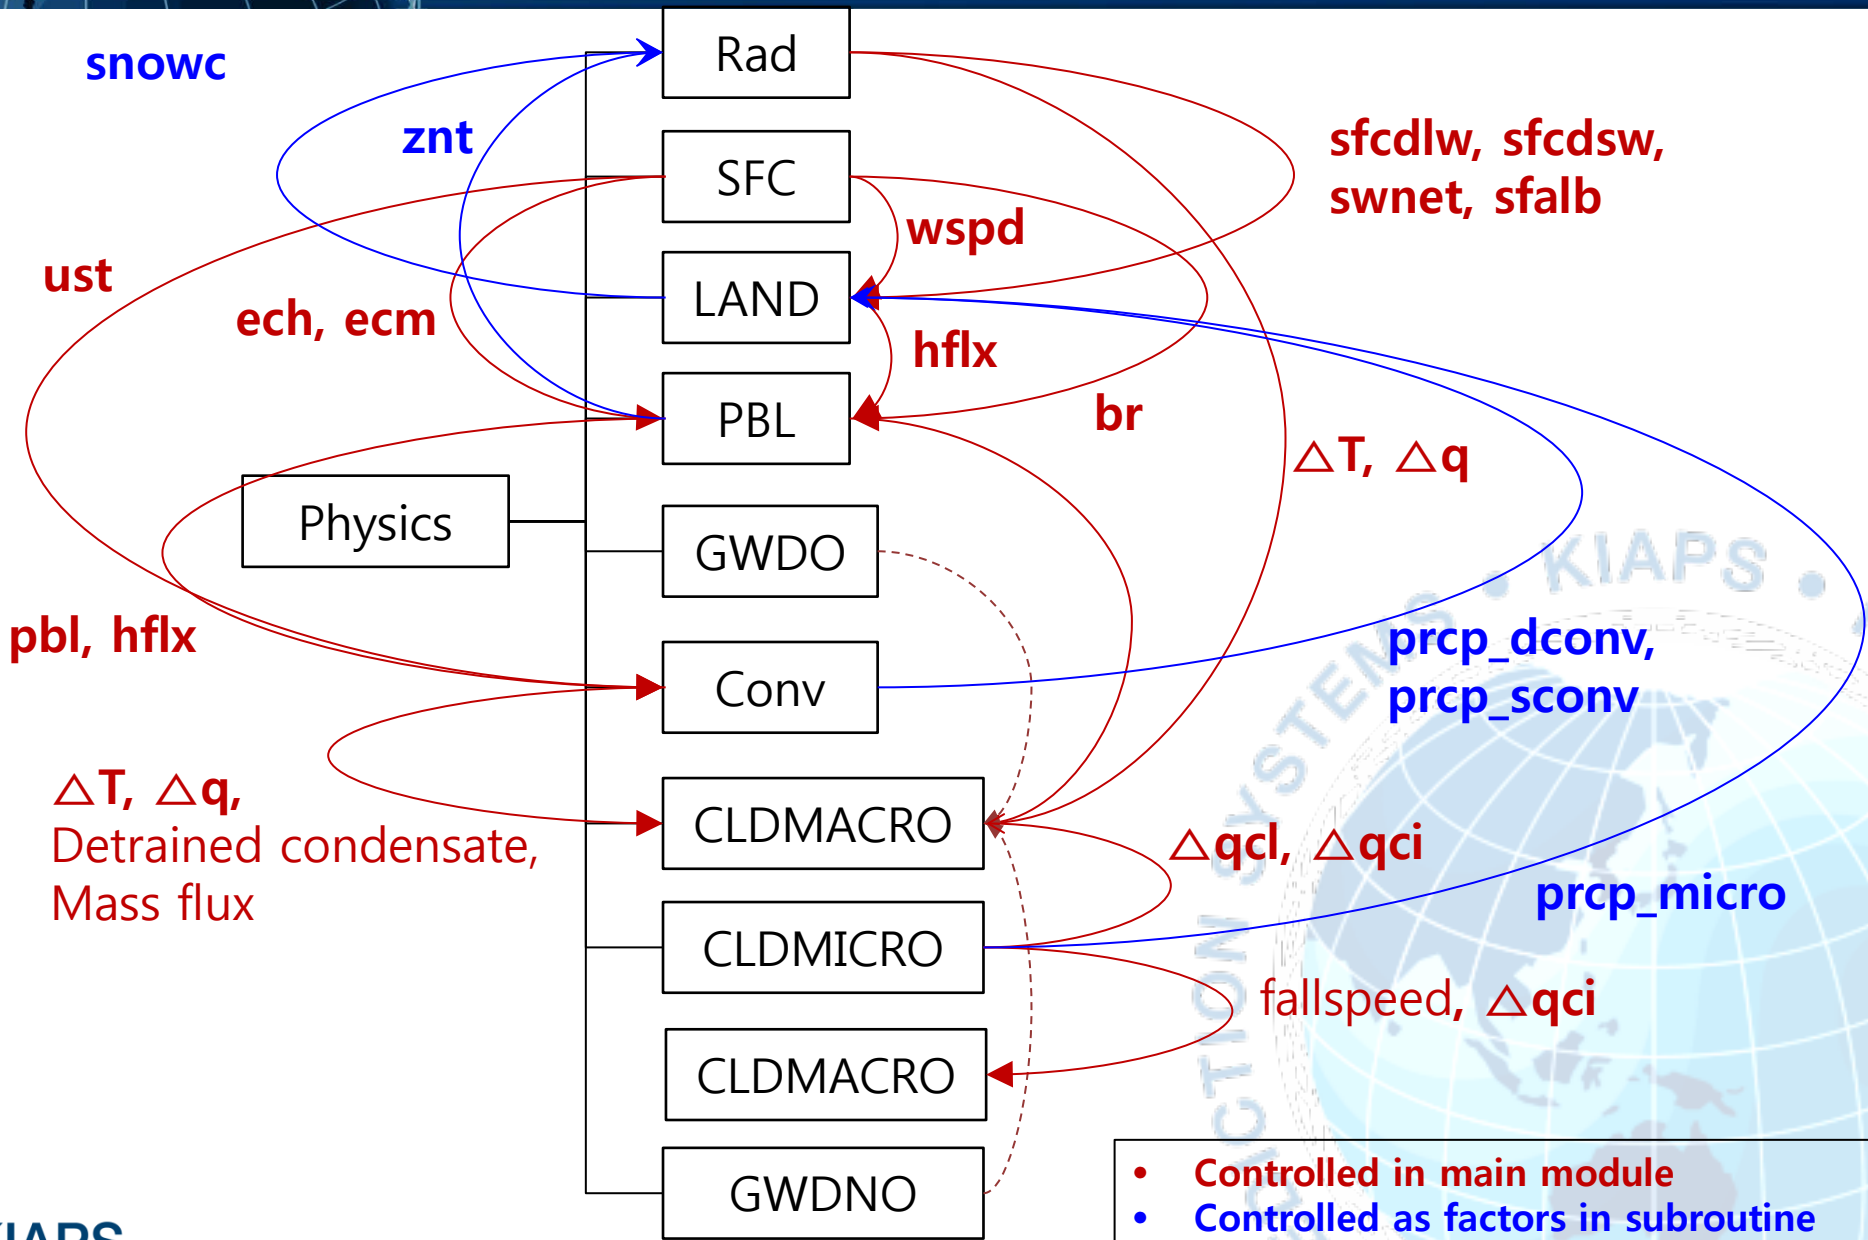 snowc
Rad
znt
sfcdlw, sfcdsw,
swnet, sfalb
SFC
wspd
ust
LAND
ech, ecm
hflx
PBL
br
△T, △q
Physics
GWDO
KIAPS
pbl, hflx
prcp_dconv,
prcp_sconv
Conv
△T, △q,
Detrained condensate,
Mass flux
CLDMACRO
△qcl, △qci
prcp_micro
CLDMICRO
fallspeed, △qci
CLDMACRO
GWDNO
• Controlled in main module
• Controlled as factors in subroutine
SYSTEMS